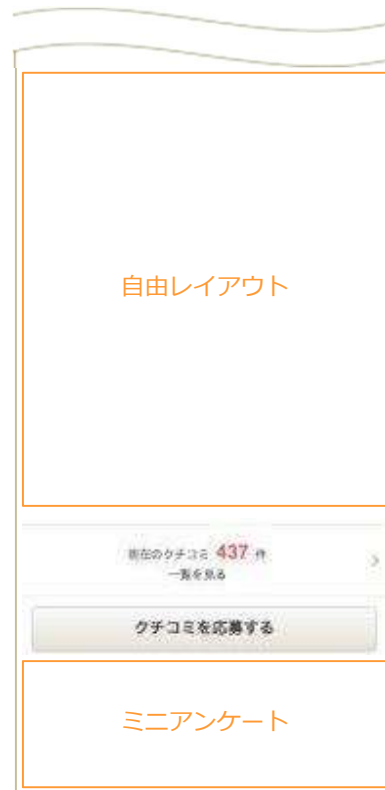 自由レイアウト
現在のクチコミ 437 件
一覧を見る
クチコミを応募する
ミニアンケート